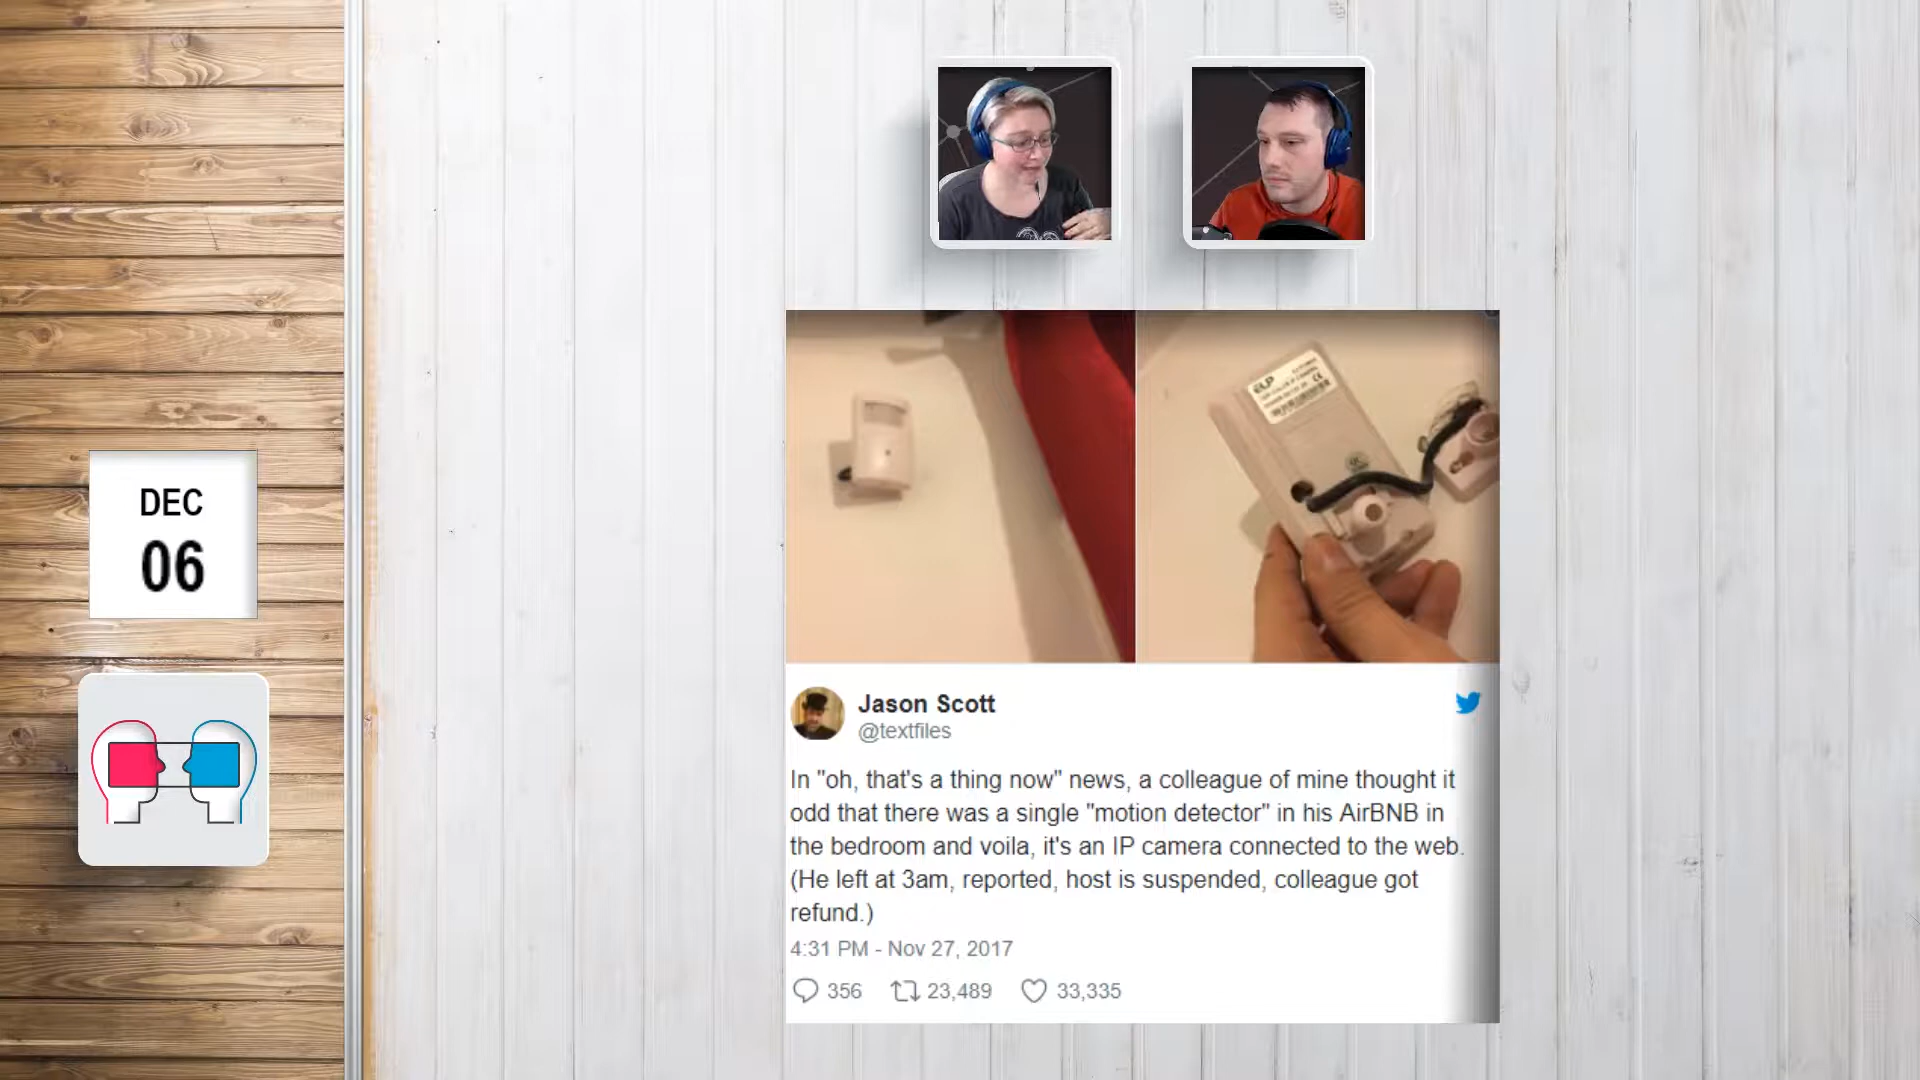 DEC
06
ELP
Jason Scott
@textfiles
In "oh, that's a thing now" news, a colleague of mine thought it
odd that there was a single "motion detector" in his AirBNB in
the bedroom and voila, it's an IP camera connected to the web.
(He left at 3am, reported, host is suspended, colleague got
refund.)
4:31 PM - Nov 27, 2017
356 23,489 33,335